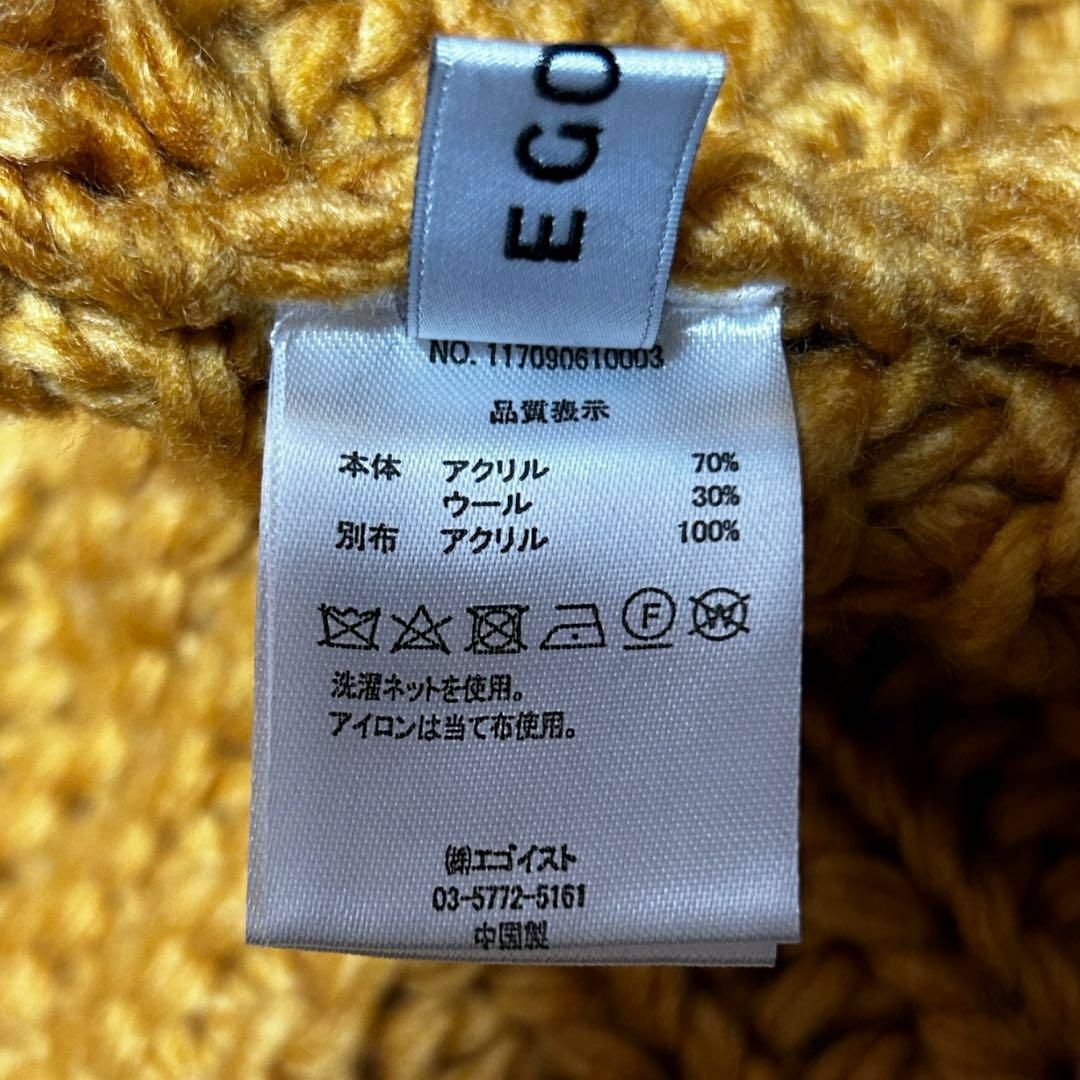 EGO
NO. 117090610003
品質表示
本体 アクリル 70%
ウール 30%
別布 アクリル 100%
F W
洗濯ネットを使用。
アイロンは当て布使用。
㈱エゴイスト
03-5772-5161
中国製